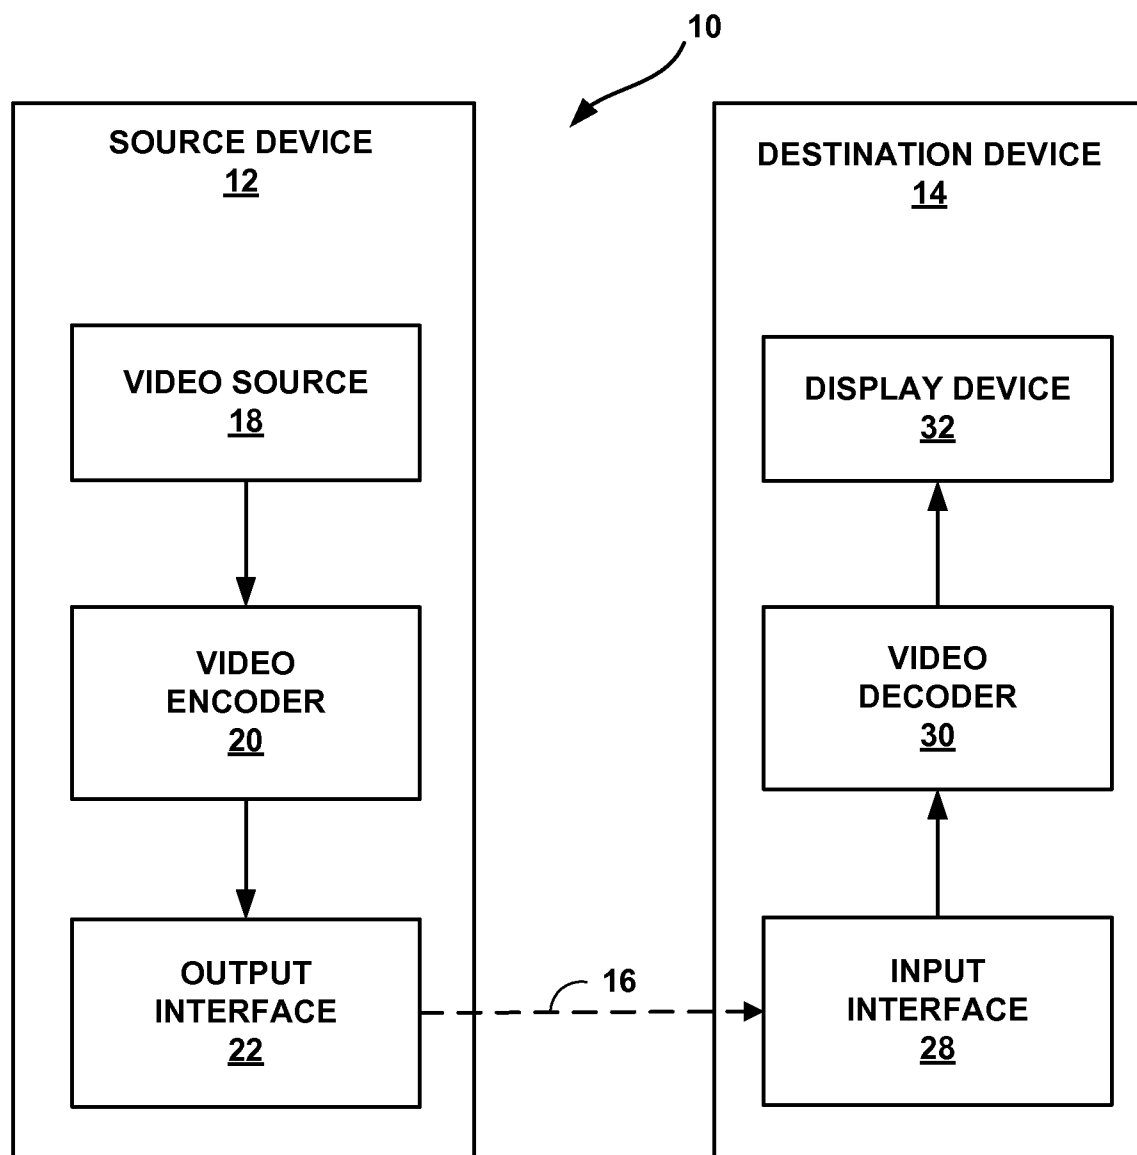 10
SOURCE DEVICE
12
VIDEO SOURCE
18
VIDEO
ENCODER
20
OUTPUT
INTERFACE
22
16
DESTINATION DEVICE
14
DISPLAY DEVICE
32
VIDEO
DECODER
30
INPUT
INTERFACE
28